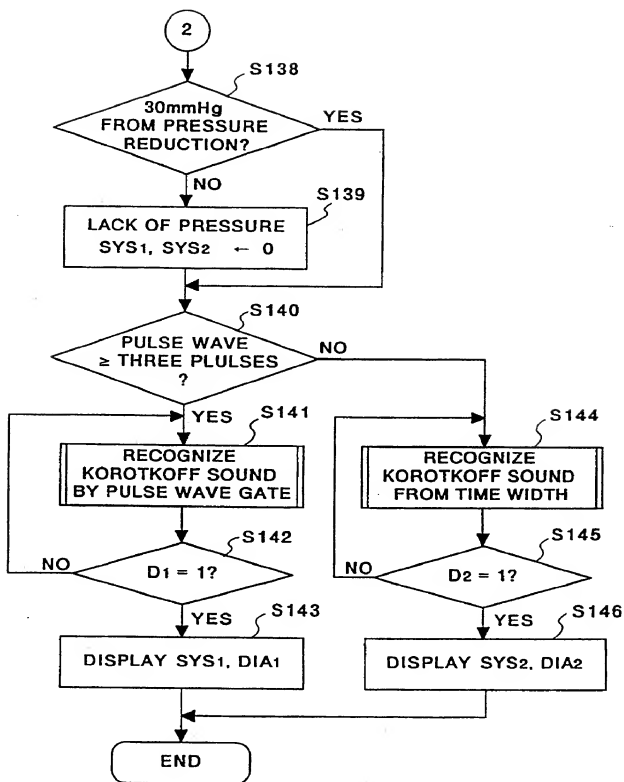 2
S138
30mmHg
FROM PRESSURE
REDUCTION?
YES
NO
S139
LACK OF PRESSURE
SYS1, SYS2 ← 0
S140
PULSE WAVE
≥ THREE PLULSES
?
NO
YES
S141
RECOGNIZE
KOROTKOFF SOUND
BY PULSE WAVE GATE
S144
RECOGNIZE
KOROTKOFF SOUND
FROM TIME WIDTH
S142
NO
D1 = 1?
YES
S145
NO
D2 = 1?
YES
S143
DISPLAY SYS1, DIA1
S146
DISPLAY SYS2, DIA2
END